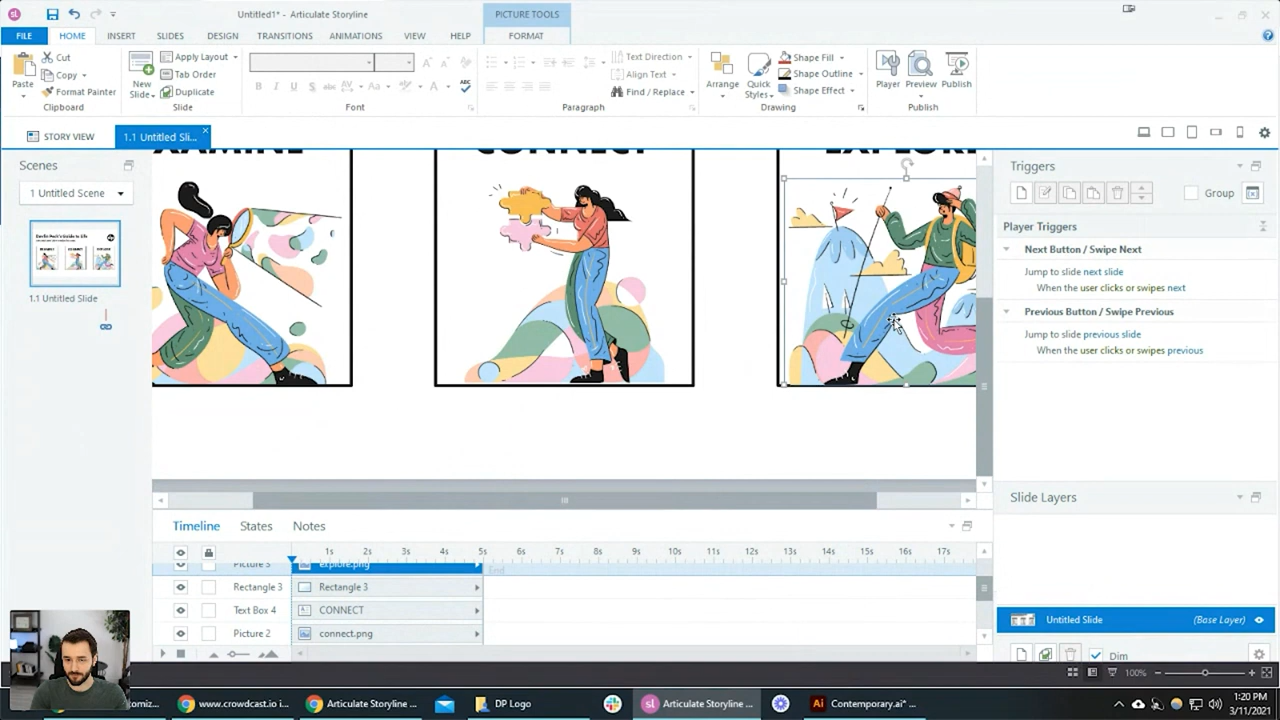 Untitled1* - Articulate Storyline
PICTURE TOOLS
FILE HOME INSERT SLIDES DESIGN TRANSITIONS ANIMATIONS VIEW HELP FORMAT
Paste
Cut
Copy
Format Painter
Clipboard
New Slide
Apply Layout
Tab Order
Duplicate
Slide
Font
Text Direction
Align Text
Find / Replace
Paragraph
Arrange
Quick Styles
Shape Fill
Shape Outline
Shape Effect
Drawing
Player
Preview
Publish
Publish
STORY VIEW
1.1 Untitled Sli...
Scenes
1 Untitled Scene
1.1 Untitled Slide
CONNECT
Triggers
Group
Player Triggers
Next Button / Swipe Next
Jump to slide next slide
When the user clicks or swipes next
Previous Button / Swipe Previous
Jump to slide previous slide
When the user clicks or swipes previous
Slide Layers
Untitled Slide (Base Layer)
Dim
Timeline States Notes
1s 2s 3s 4s 5s 6s 7s 8s 9s 10s 11s 12s 13s 14s 15s 16s 17s
End
Picture 3 explore.png
Rectangle 3 Rectangle 3
Text Box 4 CONNECT
Picture 2 connect.png
100%
www.crowdcast.io i...
Articulate Storyline ...
DP Logo
Articulate Storyline ...
Contemporary.ai* ...
1:20 PM
3/11/2021